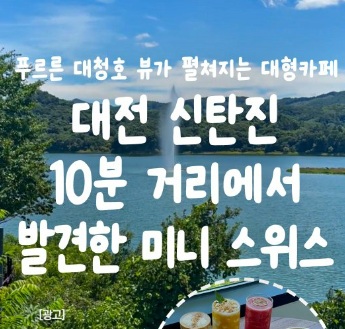 푸르른 대청호 뷰가 펼쳐지는 대형카페
대전 신탄진
10분 거리에서
발견한 미니 스위스
[광고]